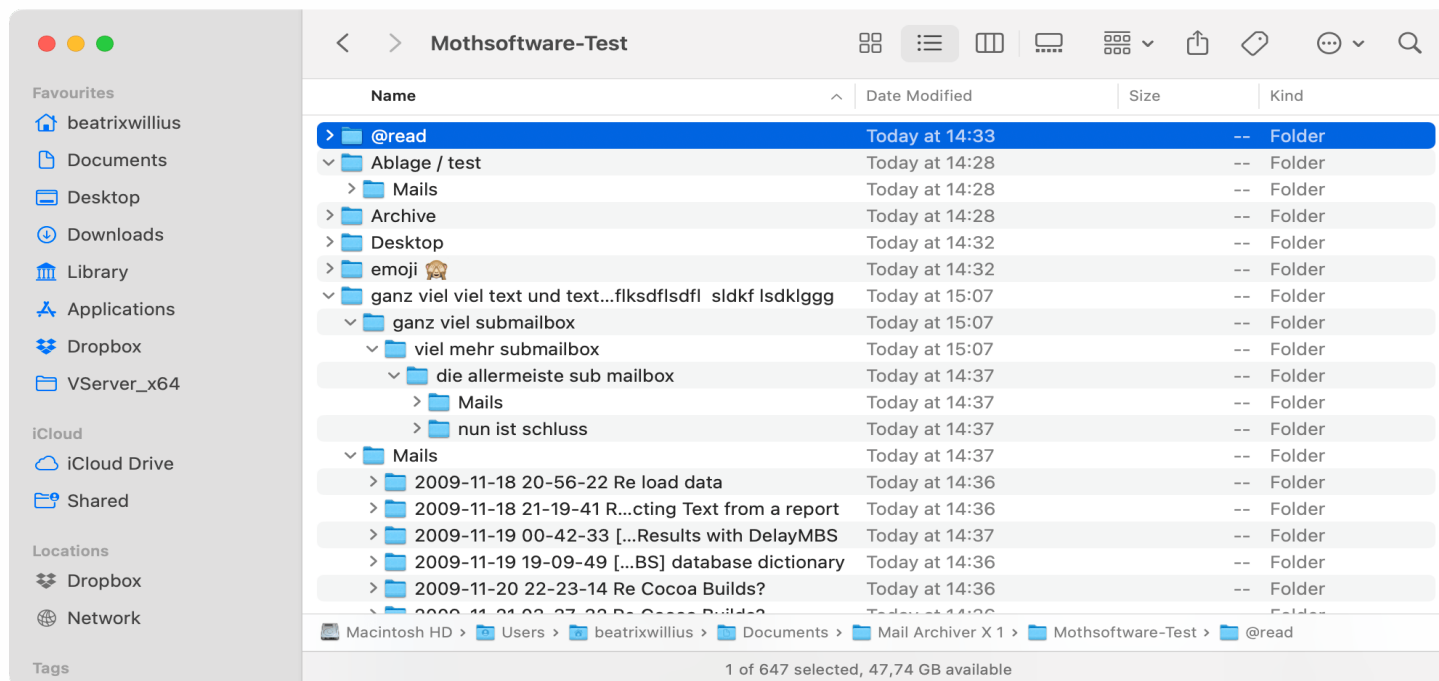 Mothsoftware-Test
Favourites
beatrixwillius
Documents
Desktop
Downloads
Library
Applications
Dropbox
VServer_x64
iCloud
iCloud Drive
Shared
Locations
Dropbox
Network
Tags
Name Date Modified Size Kind
@read Today at 14:33 -- Folder
Ablage / test Today at 14:28 -- Folder
Mails Today at 14:28 -- Folder
Archive Today at 14:28 -- Folder
Desktop Today at 14:32 -- Folder
emoji 🙈 Today at 14:32 -- Folder
ganz viel viel text und text...flksdflsdfl  sldkf lsdklggg Today at 15:07 -- Folder
ganz viel submailbox Today at 15:07 -- Folder
viel mehr submailbox Today at 15:07 -- Folder
die allermeiste sub mailbox Today at 14:37 -- Folder
Mails Today at 14:37 -- Folder
nun ist schluss Today at 14:37 -- Folder
Mails Today at 14:37 -- Folder
2009-11-18 20-56-22 Re load data Today at 14:36 -- Folder
2009-11-18 21-19-41 R...cting Text from a report Today at 14:36 -- Folder
2009-11-19 00-42-33 [...Results with DelayMBS Today at 14:37 -- Folder
2009-11-19 19-09-49 [...BS] database dictionary Today at 14:36 -- Folder
2009-11-20 22-23-14 Re Cocoa Builds? Today at 14:36 -- Folder
Macintosh HD › Users › beatrixwillius › Documents › Mail Archiver X 1 › Mothsoftware-Test › @read
1 of 647 selected, 47,74 GB available